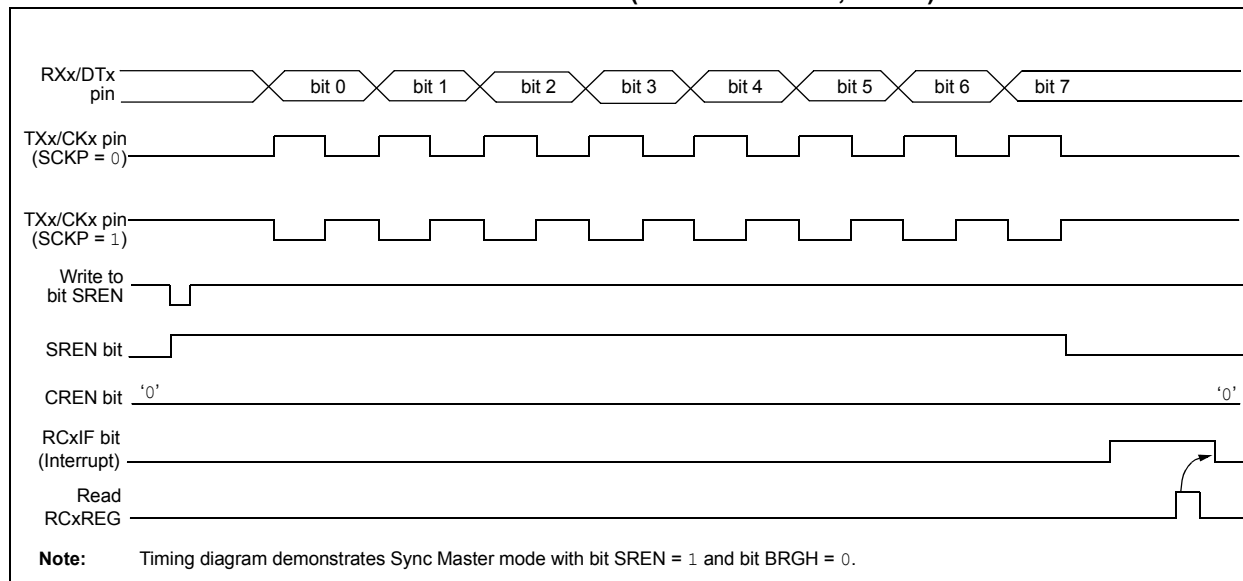 RXx/DTx
pin
bit 0 bit 1 bit 2 bit 3 bit 4 bit 5 bit 6 bit 7
TXx/CKx pin
(SCKP = 0)
TXx/CKx pin
(SCKP = 1)
Write to
bit SREN
SREN bit
CREN bit ‘0’ ‘0’
RCxIF bit
(Interrupt)
Read
RCxREG
Note: Timing diagram demonstrates Sync Master mode with bit SREN = 1 and bit BRGH = 0.